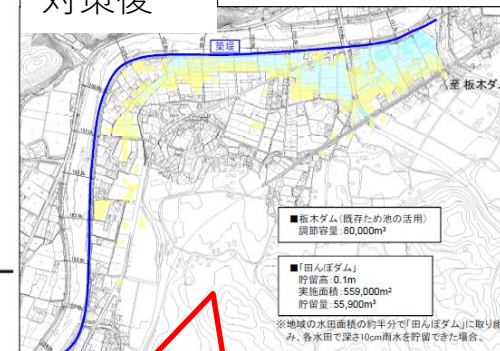 対策後
築堤
至 板木ダ
■板木ダム(既存ため池の活用)
調節容量:80,000m³
■「田んぼダム」
貯留高:0.1m
実施面積:559,000m²
貯留量:55,900m³
※地域の水田面積の約半分で「田んぼダム」に取り
み、各水田で深さ10cm雨水を貯留できた場合。